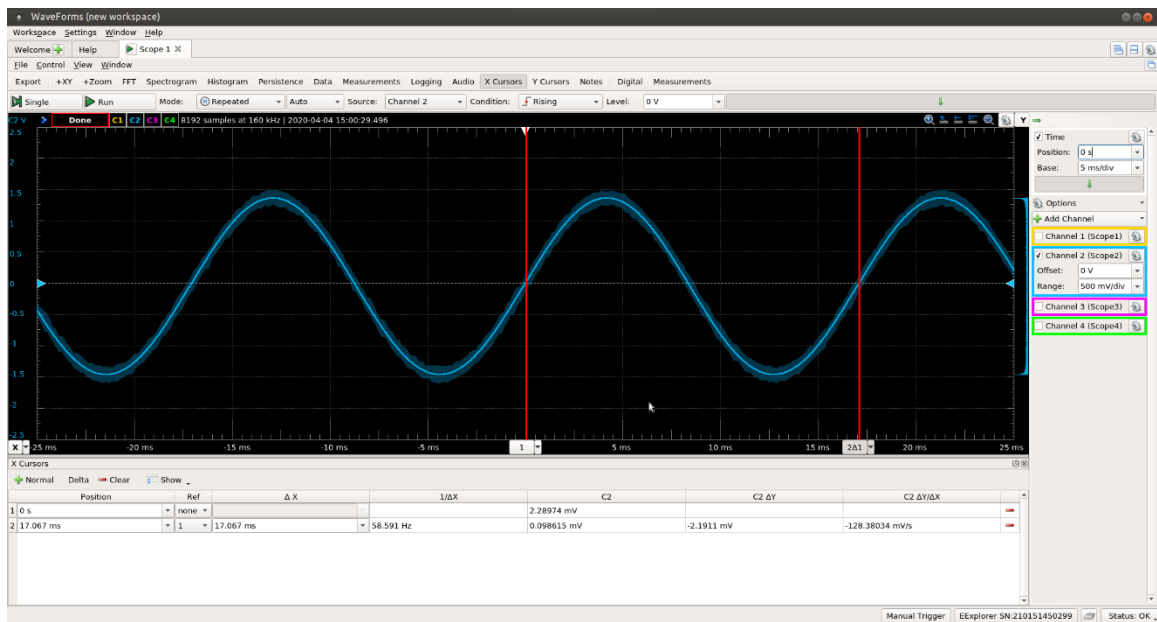 WaveForms (new workspace)
Workspace Settings Window Help
Welcome Help Scope 1
File Control View Window
Export +XY +Zoom FFT Spectrogram Histogram Persistence Data Measurements Logging Audio X Cursors Y Cursors Notes Digital Measurements
Single Run Mode: Repeated Auto Source: Channel 2 Condition: Rising Level: 0 V
C2 V Done C1 C2 C3 C4 8192 samples at 160 kHz | 2020-04-04 15:00:29.496 Y
2.5
2
1.5
1
0.5
0
-0.5
-1
-1.5
-2
-2.5
X -25 ms -20 ms -15 ms -10 ms -5 ms 1 5 ms 10 ms 15 ms 2Δ1 20 ms 25 ms
Time
Position: 0 s
Base: 5 ms/div
Options
Add Channel
Channel 1 (Scope1)
Channel 2 (Scope2)
Offset: 0 V
Range: 500 mV/div
Channel 3 (Scope3)
Channel 4 (Scope4)
X Cursors
Normal Delta Clear Show
Position Ref Δ X 1/ΔX C2 C2 ΔY C2 ΔY/ΔX
1 0 s none 2.28974 mV
2 17.067 ms 1 17.067 ms 58.591 Hz 0.098615 mV -2.1911 mV -128.38034 mV/s
Manual Trigger EExplorer SN:210151450299 Status: OK